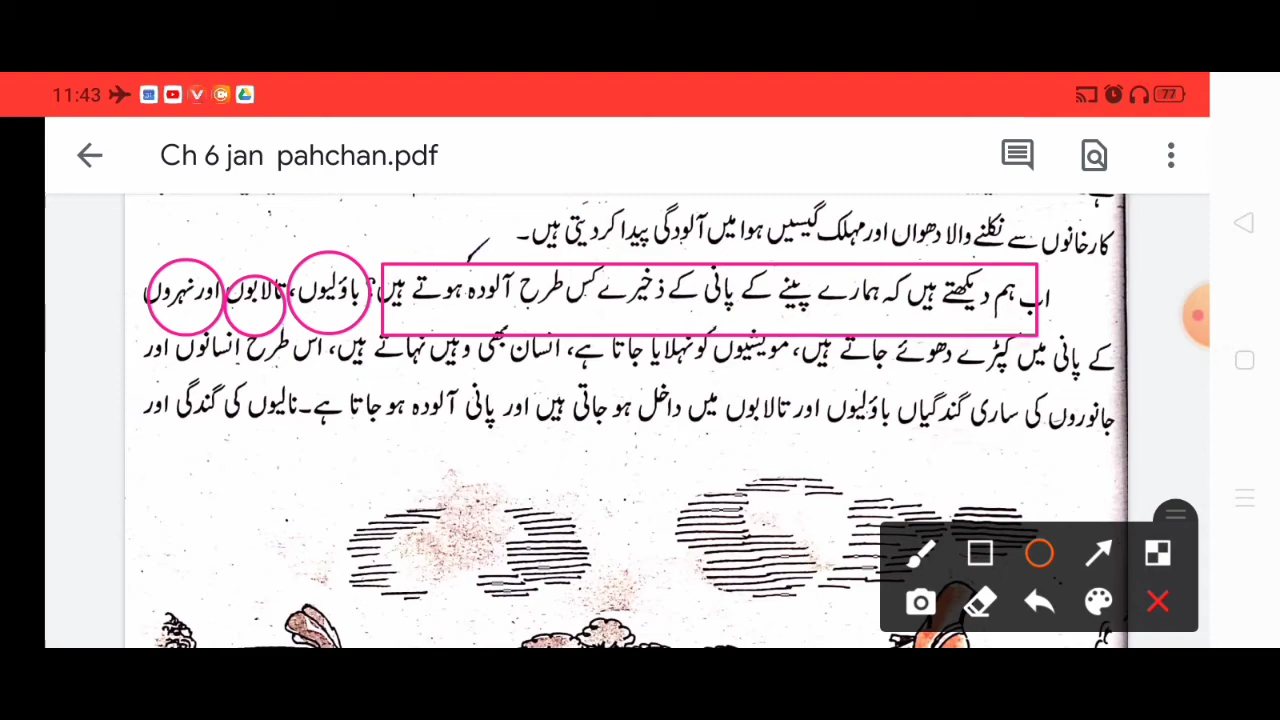 11:43
77
Ch 6 jan pahchan.pdf
کارخانوں سے نکلنے والا دھواں اور مہلک گیسیں ہوا میں آلودگی پیدا کر دیتی ہیں۔
اب ہم دیکھتے ہیں کہ ہمارے پینے کے پانی کے ذخیرے کس طرح آلودہ ہوتے ہیں؟ باؤلیوں، تالابوں اور نہروں
کے پانی میں کپڑے دھوئے جاتے ہیں، مویشیوں کو نہلایا جاتا ہے، انسان بھی وہیں نہاتے ہیں، اس طرح انسانوں اور
جانوروں کی ساری گندگیاں باؤلیوں اور تالابوں میں داخل ہو جاتی ہیں اور پانی آلودہ ہو جاتا ہے۔ نالیوں کی گندگی اور